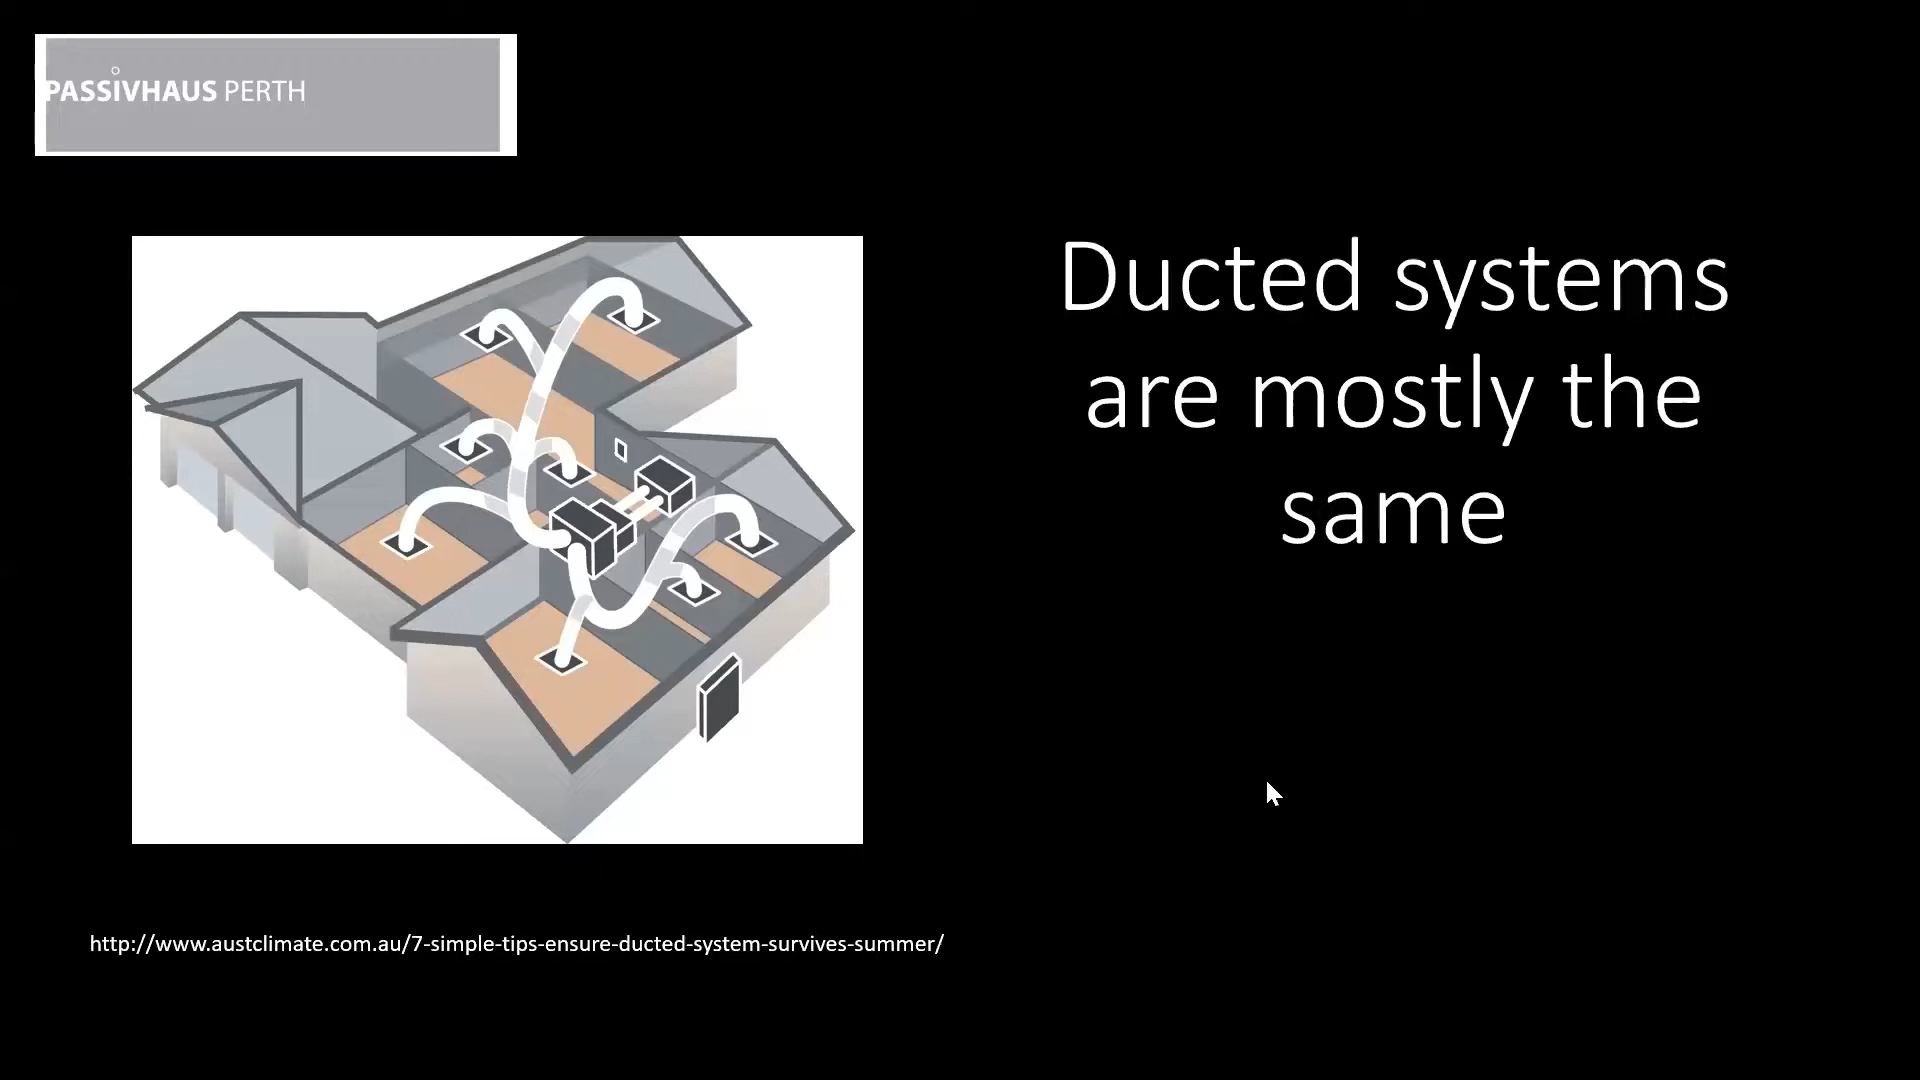 PASSIVHAUS PERTH
Ducted systems
are mostly the
same
http://www.austclimate.com.au/7-simple-tips-ensure-ducted-system-survives-summer/